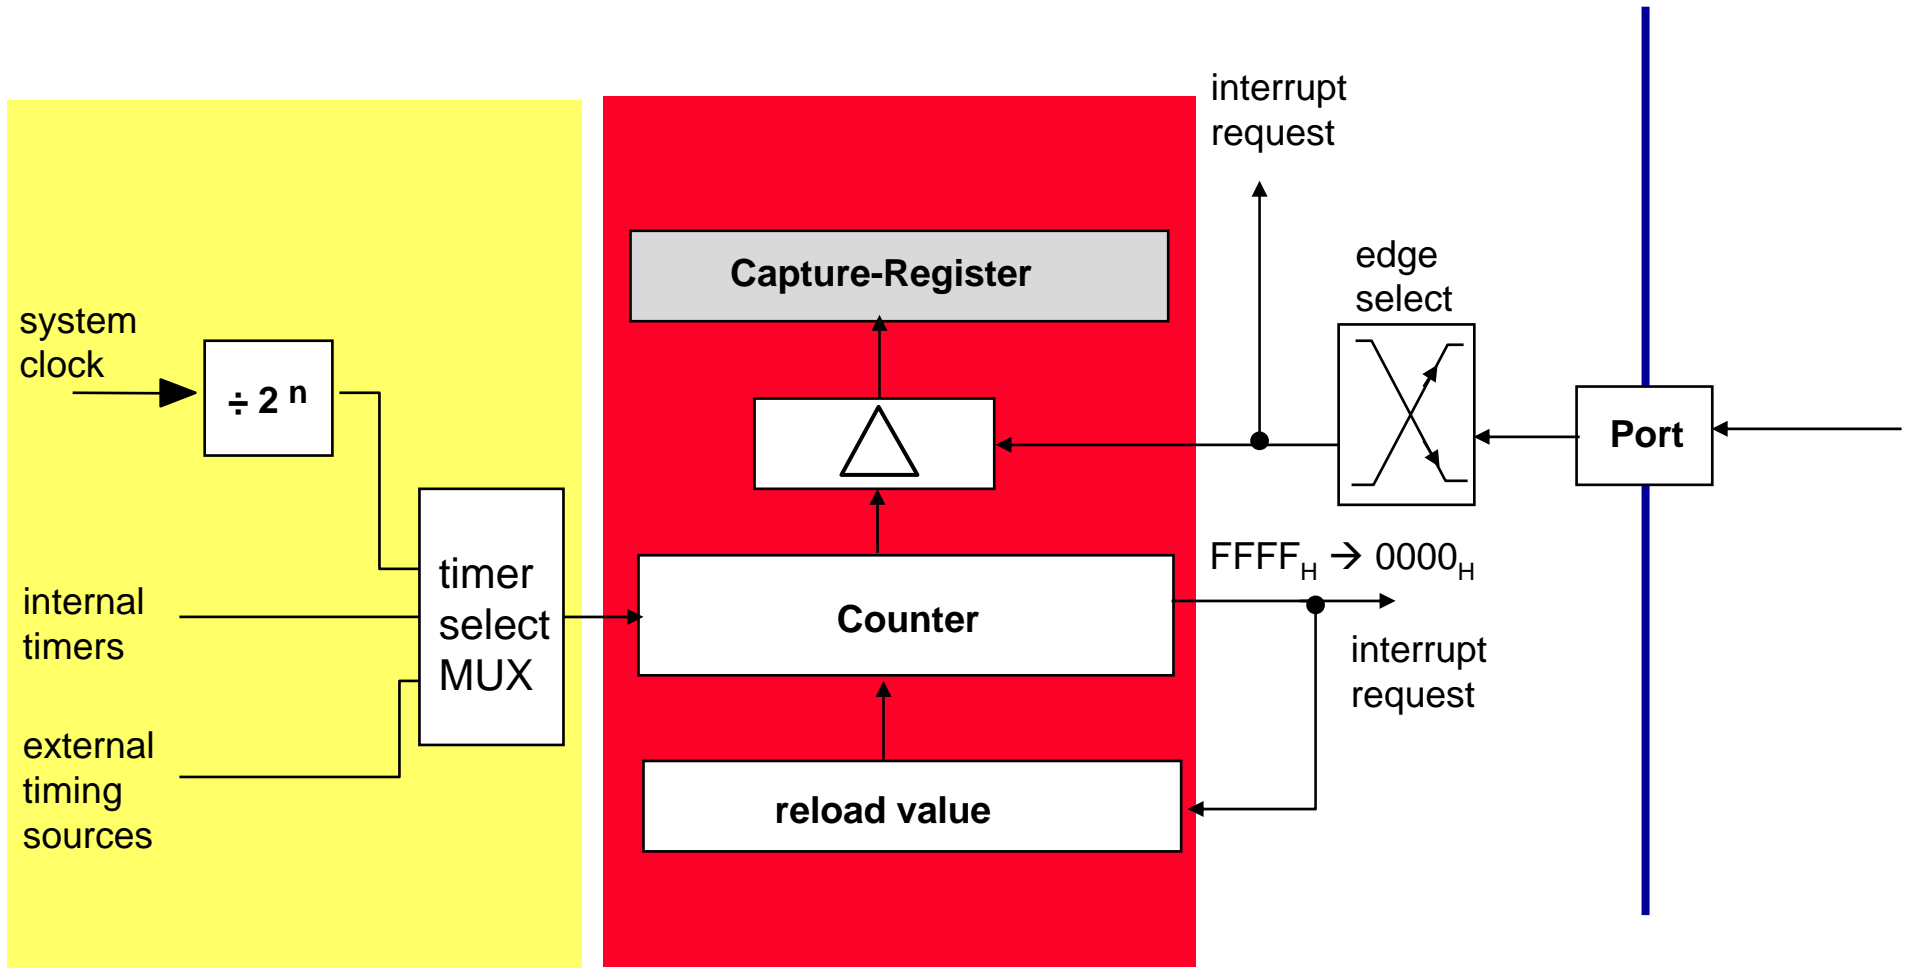 interrupt
request
Capture-Register
edge
select
system
clock
÷ 2 n
Port
timer
select
MUX
FFFFH → 0000H
internal
timers
Counter
interrupt
request
external
timing
sources
reload value